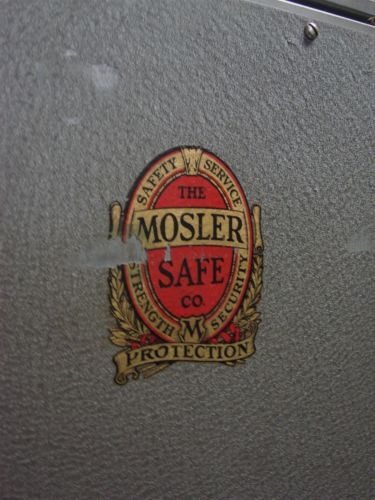 SAFETY SERVICE
THE
MOSLER
SAFE
CO.
STRENGTH M SECURITY
PROTECTION